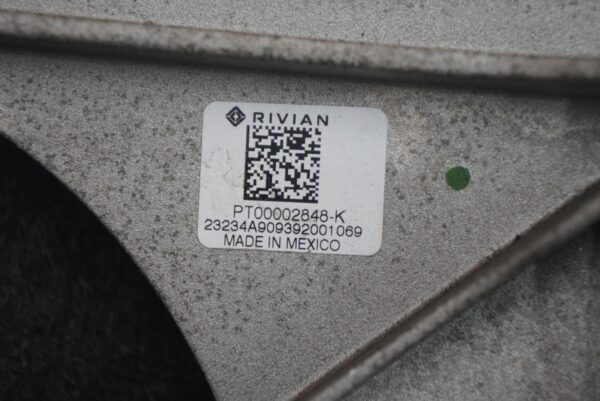 RIVIAN
PT00002848-K
23234A909392001069
MADE IN MEXICO